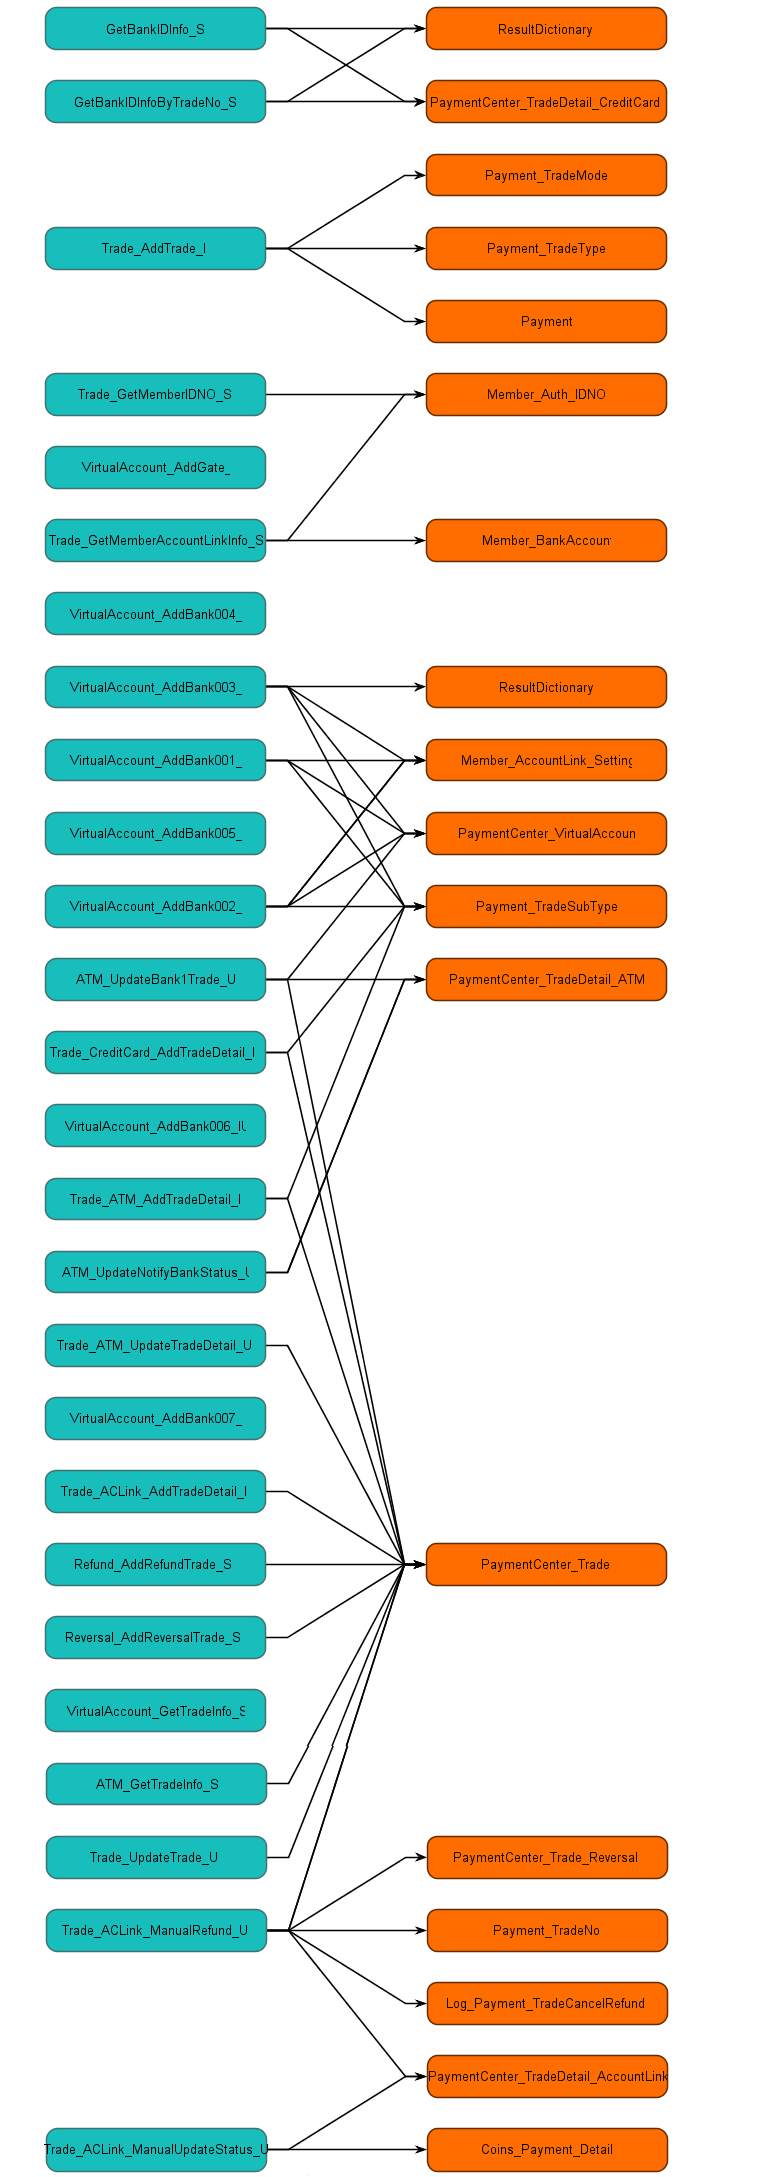 GetBankIDInfo_S
ResultDictionary
GetBankIDInfoByTradeNo_S
PaymentCenter_TradeDetail_CreditCard
Payment_TradeMode
Trade_AddTrade_I
Payment_TradeType
Payment
Trade_GetMemberIDNO_S
Member_Auth_IDNO
VirtualAccount_AddGate_
Trade_GetMemberAccountLinkInfo_S
Member_BankAccount
VirtualAccount_AddBank004_
VirtualAccount_AddBank003_
ResultDictionary
VirtualAccount_AddBank001_
Member_AccountLink_Setting
VirtualAccount_AddBank005_
PaymentCenter_VirtualAccoun
VirtualAccount_AddBank002_
Payment_TradeSubType
ATM_UpdateBank1Trade_U
PaymentCenter_TradeDetail_ATM
Trade_CreditCard_AddTradeDetail_I
VirtualAccount_AddBank006_IU
Trade_ATM_AddTradeDetail_I
ATM_UpdateNotifyBankStatus_U
Trade_ATM_UpdateTradeDetail_U
VirtualAccount_AddBank007_
Trade_ACLink_AddTradeDetail_I
Refund_AddRefundTrade_S
PaymentCenter_Trade
Reversal_AddReversalTrade_S
VirtualAccount_GetTradeInfo_S
ATM_GetTradeInfo_S
Trade_UpdateTrade_U
PaymentCenter_Trade_Reversal
Trade_ACLink_ManualRefund_U
Payment_TradeNo
Log_Payment_TradeCancelRefund
PaymentCenter_TradeDetail_AccountLink
Trade_ACLink_ManualUpdateStatus_U
Coins_Payment_Detail